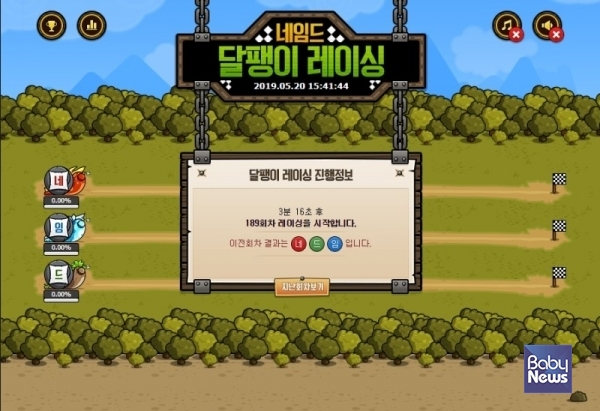 네임드
달팽이 레이싱
2019.05.20 15:41:44
달팽이 레이싱 진행정보
3분 16초 후
189회차 레이싱을 시작합니다.
이전회차 결과는 네 드 임 입니다.
지난회차보기
네
0.00%
임
0.00%
드
0.00%
Baby
News